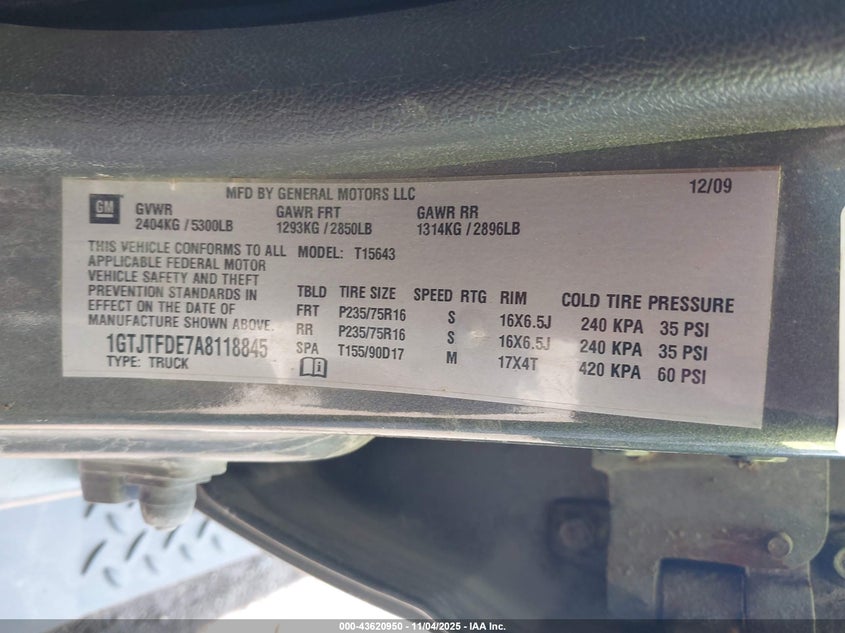 GM
MFD BY GENERAL MOTORS LLC
12/09
GVWR GAWR FRT GAWR RR
2404KG / 5300LB 1293KG / 2850LB 1314KG / 2896LB
THIS VEHICLE CONFORMS TO ALL
APPLICABLE FEDERAL MOTOR
VEHICLE SAFETY AND THEFT
PREVENTION STANDARDS IN
EFFECT ON THE DATE OF
MANUFACTURE SHOWN ABOVE.
1GTJTFDE7A8118845
TYPE: TRUCK
MODEL: T15643
TBLD TIRE SIZE SPEED RTG RIM COLD TIRE PRESSURE
FRT P235/75R16 S 16X6.5J 240 KPA 35 PSI
RR P235/75R16 S 16X6.5J 240 KPA 35 PSI
SPA T155/90D17 M 17X4T 420 KPA 60 PSI
000-43620950 - 11/04/2025 - IAA Inc.